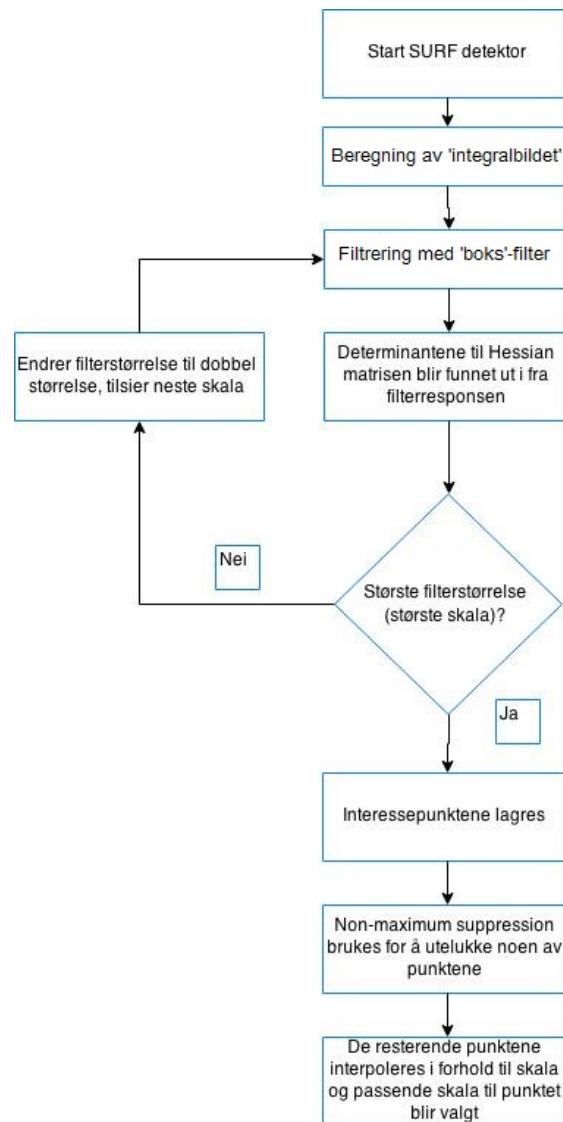 Start SURF detektor
Beregning av 'integralbildet'
Filtrering med 'boks'-filter
Endrer filterstørrelse til dobbel
størrelse, tilsier neste skala
Determinantene til Hessian
matrisen blir funnet ut i fra
filterresponsen
Nei
Største filterstørrelse
(største skala)?
Ja
Interessepunktene lagres
Non-maximum suppression
brukes for å utelukke noen av
punktene
De resterende punktene
interpoleres i forhold til skala
og passende skala til punktet
blir valgt